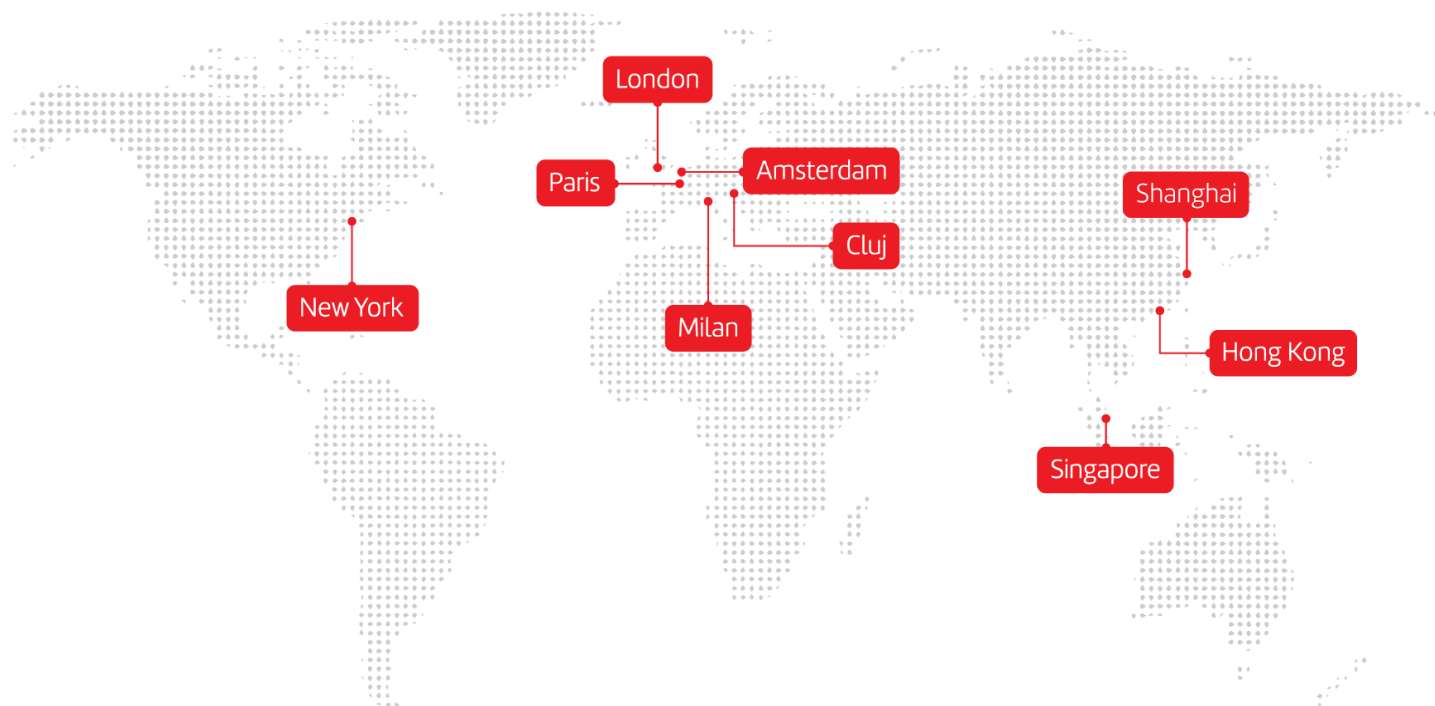 London
Paris
Amsterdam
Shanghai
Cluj
New York
Milan
Hong Kong
Singapore